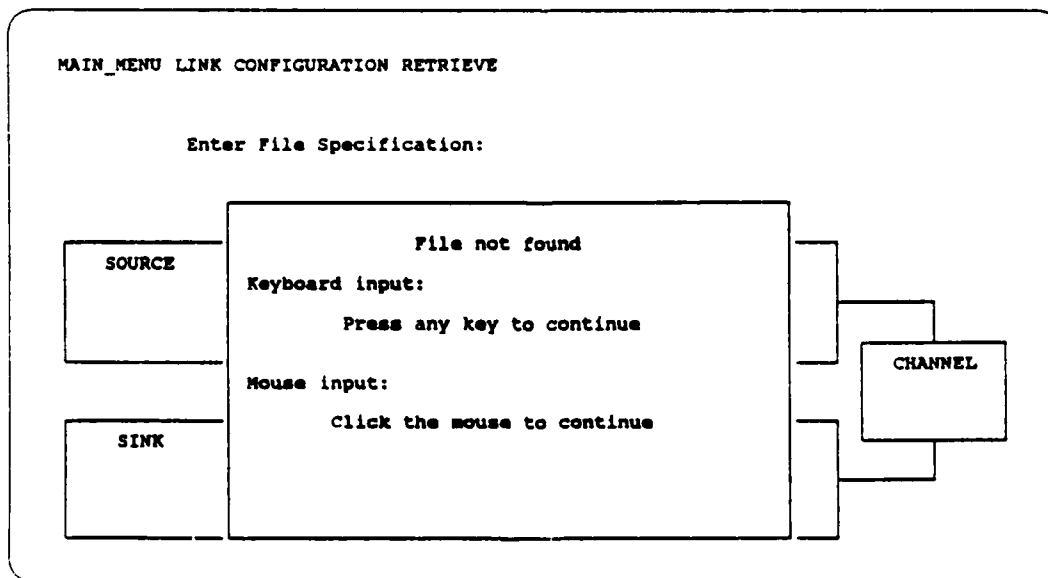 MAIN_MENU LINK CONFIGURATION RETRIEVE
Enter File Specification:
File not found
SOURCE
Keyboard input:
Press any key to continue
CHANNEL
Mouse input:
Click the mouse to continue
SINK